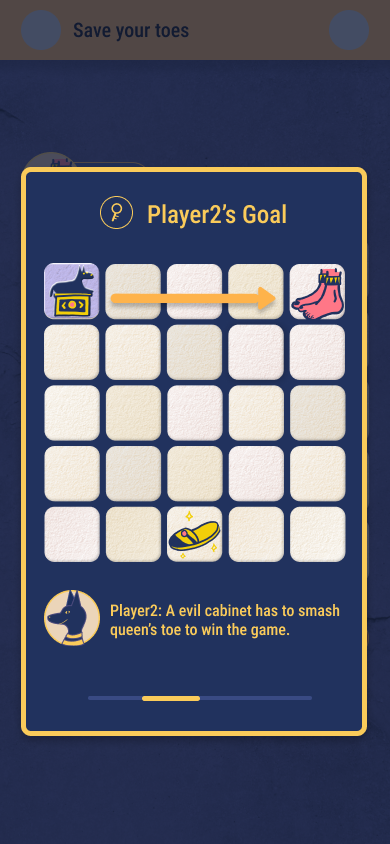 Save your toes
Player2’s Goal
Player2: A evil cabinet has to smash
queen’s toe to win the game.